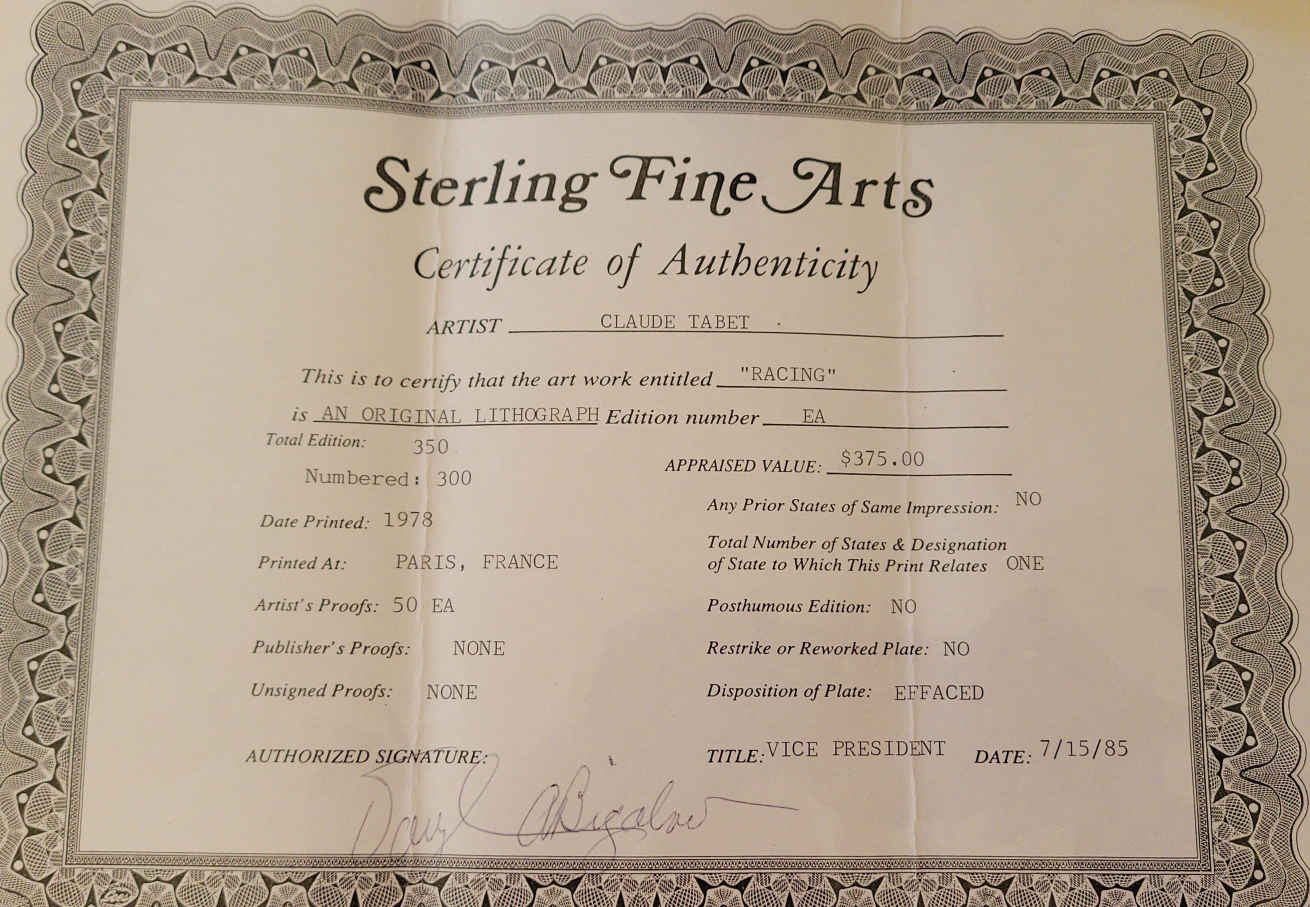 Sterling Fine Arts
Certificate of Authenticity
ARTIST CLAUDE TABET
This is to certify that the art work entitled "RACING"
is AN ORIGINAL LITHOGRAPH Edition number EA
Total Edition: 350
Numbered: 300
APPRAISED VALUE: $375.00
Date Printed: 1978
Printed At: PARIS, FRANCE
Artist's Proofs: 50 EA
Publisher's Proofs: NONE
Unsigned Proofs: NONE
Any Prior States of Same Impression: NO
Total Number of States & Designation
of State to Which This Print Relates ONE
Posthumous Edition: NO
Restrike or Reworked Plate: NO
Disposition of Plate: EFFACED
AUTHORIZED SIGNATURE:
TITLE: VICE PRESIDENT DATE: 7/15/85